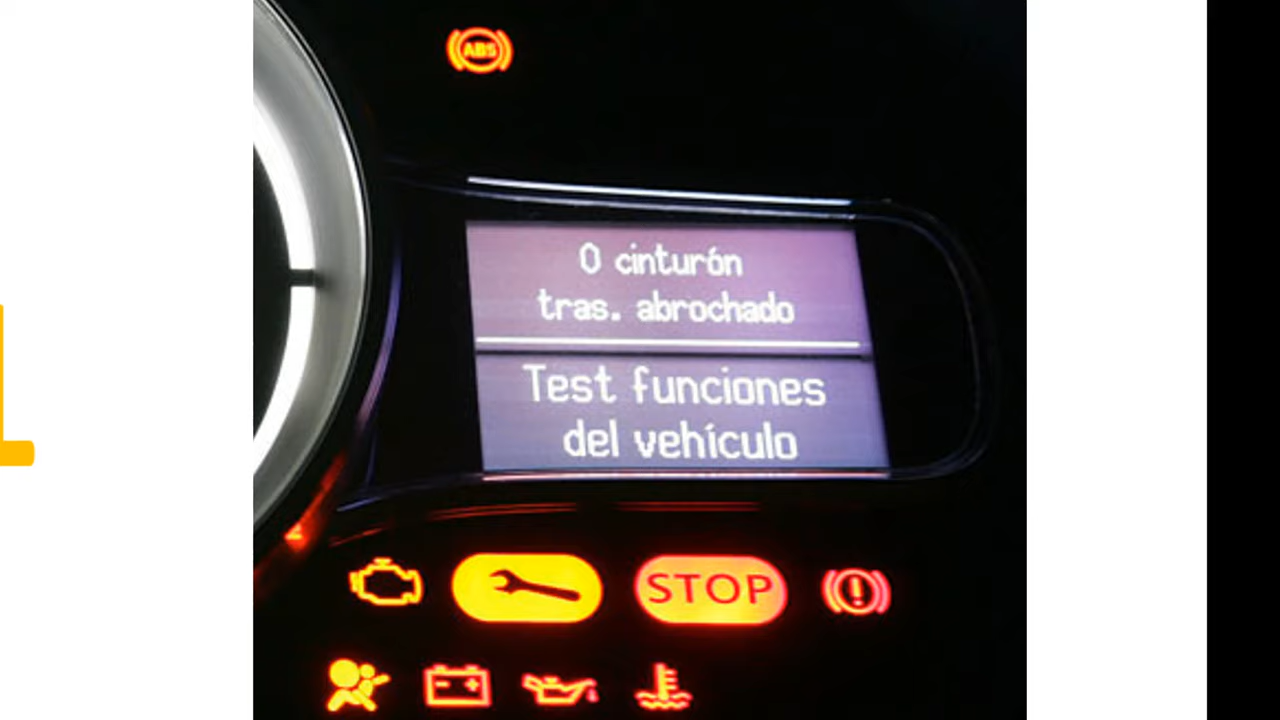 ABS
0 cinturón
tras. abrochado
Test funciones
del vehículo
STOP